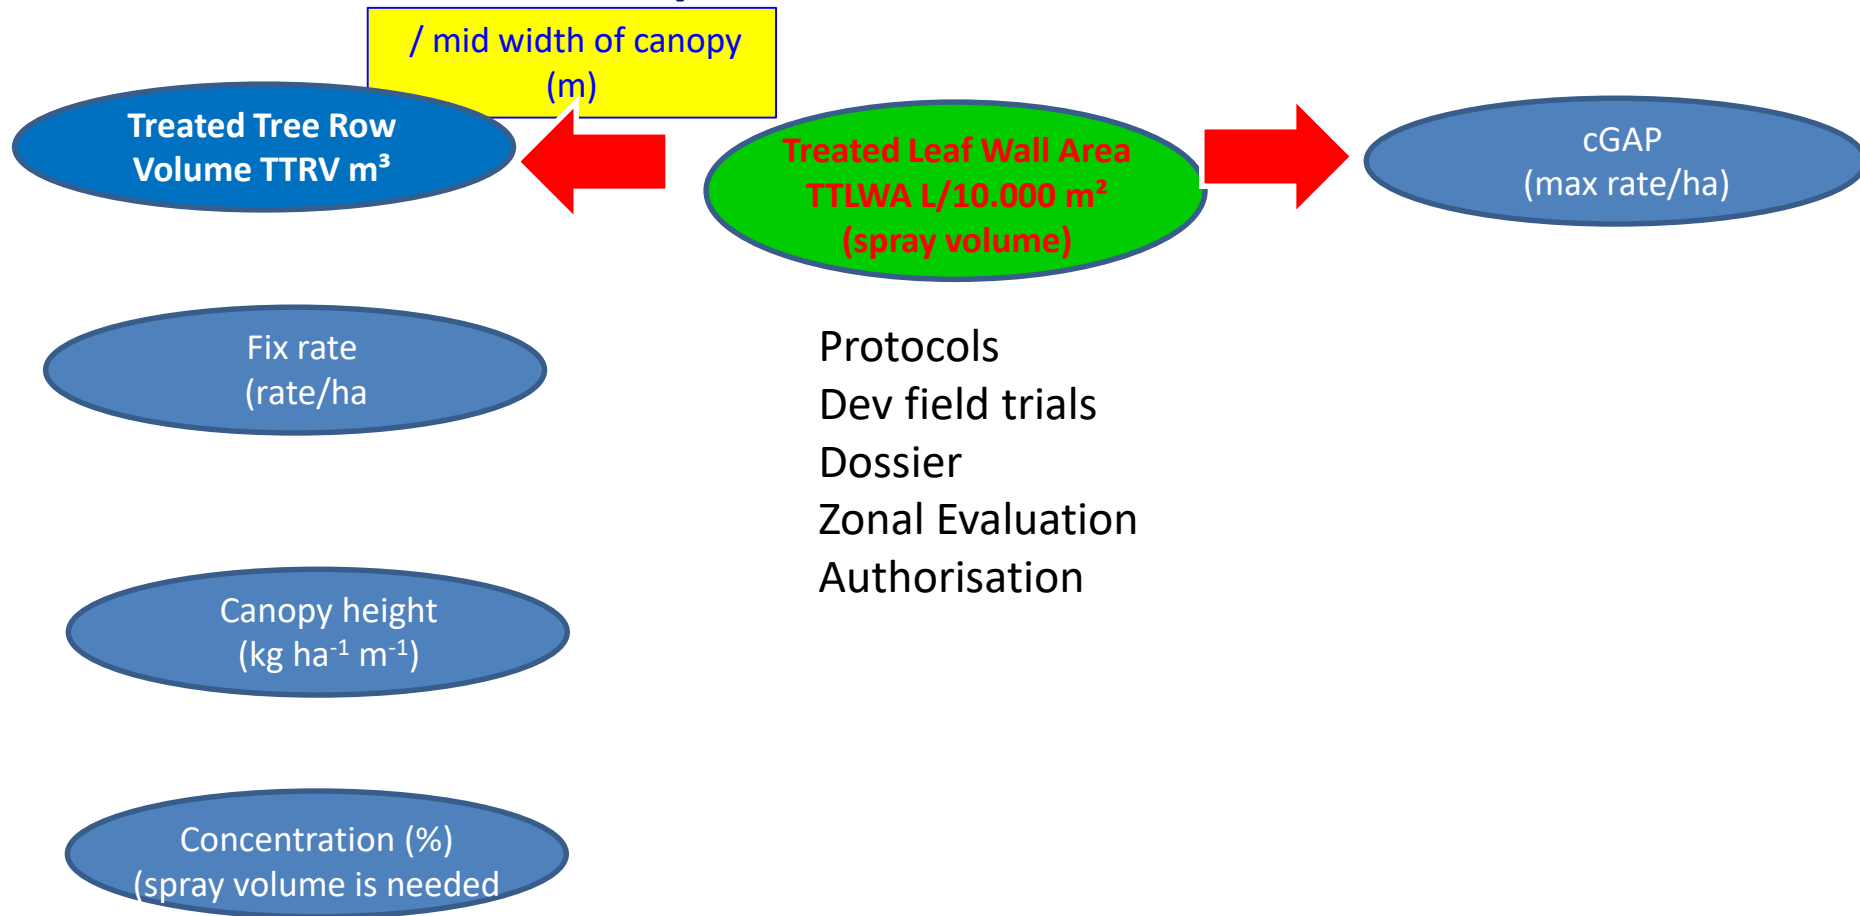 / mid width of canopy
(m)
Treated Tree Row
Volume TTRV m³
Treated Leaf Wall Area
TTLWA L/10.000 m²
(spray volume)
cGAP
(max rate/ha)
Fix rate
(rate/ha
Protocols
Dev field trials
Dossier
Zonal Evaluation
Authorisation
Canopy height
(kg ha⁻¹ m⁻¹)
Concentration (%)
(spray volume is needed